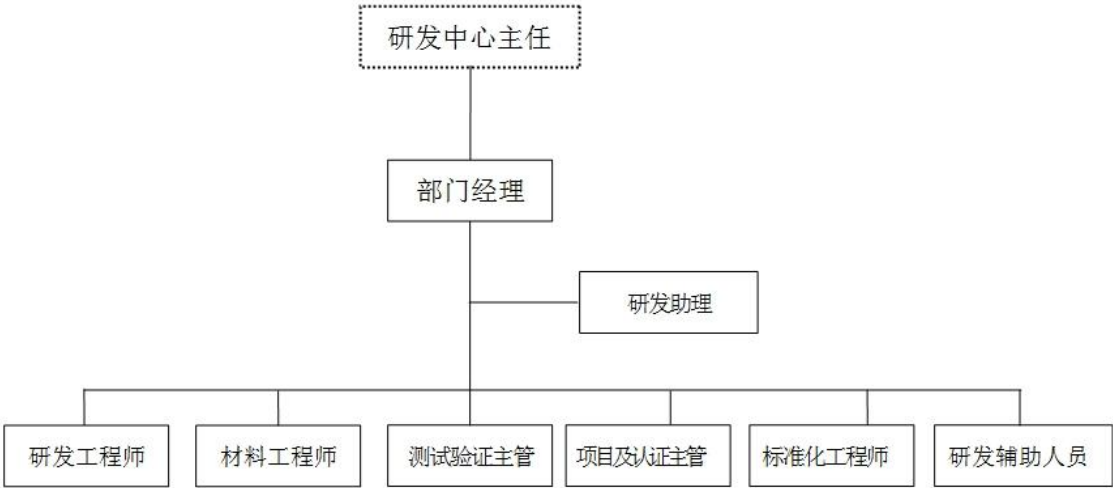 研发中心主任
部门经理
研发助理
研发工程师
材料工程师
测试验证主管
项目及认证主管
标准化工程师
研发辅助人员